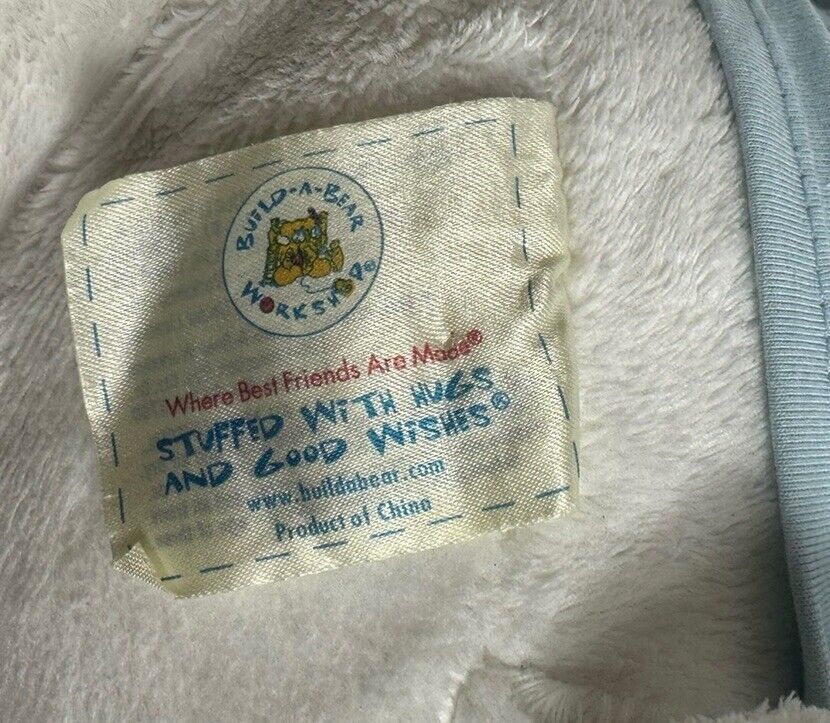 BUILD-A-BEAR
WORKSHOP®
Where Best Friends Are Made®
STUFFED WITH HUGS
AND GOOD WISHES®
www.buildabear.com
Product of China